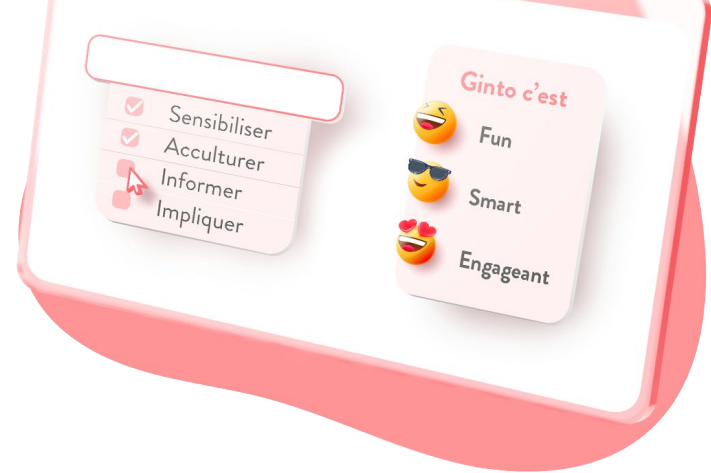 Sensibiliser
Acculturer
Informer
Impliquer
Ginto c'est
Fun
Smart
Engageant